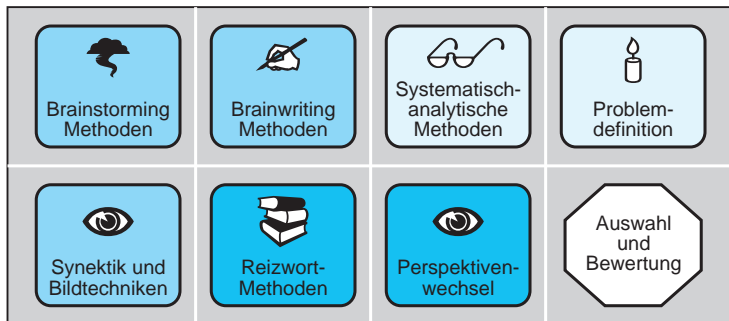 Brainstorming
Methoden
Brainwriting
Methoden
Systematisch-
analytische
Methoden
Problem-
definition
Synektik und
Bildtechniken
Reizwort-
Methoden
Perspektiven-
wechsel
Auswahl
und
Bewertung